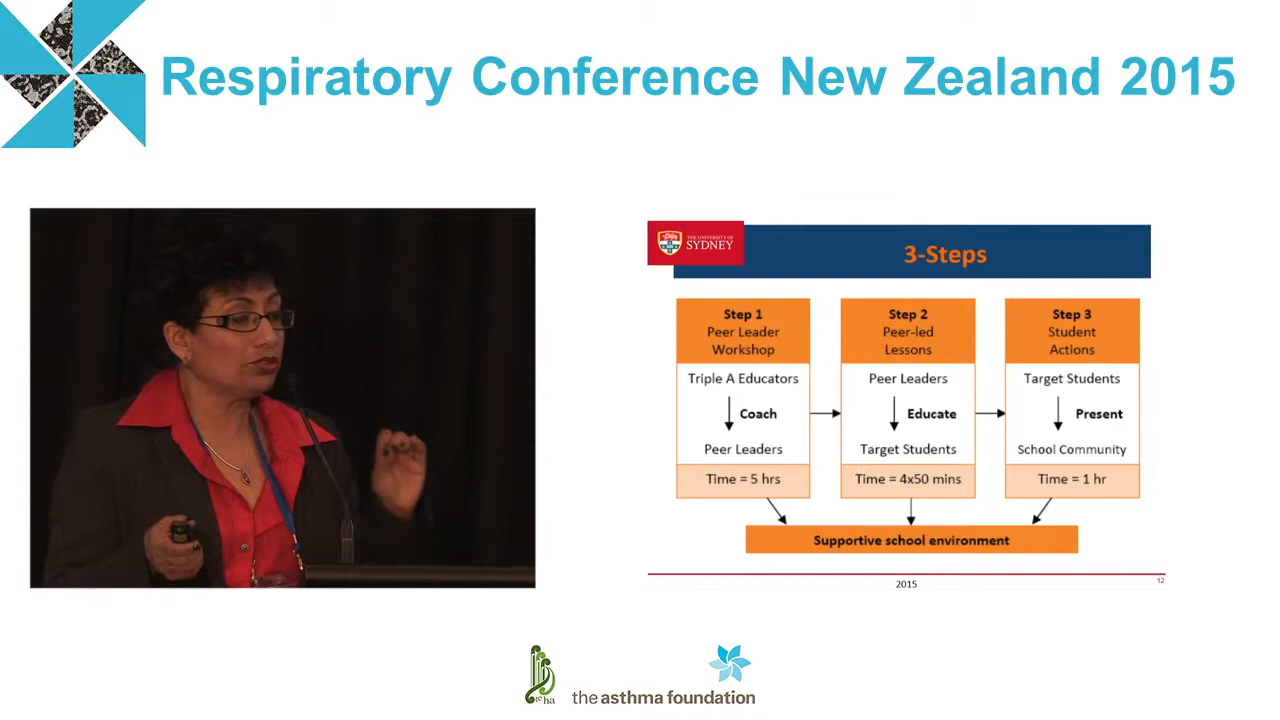 Respiratory Conference New Zealand 2015
THE UNIVERSITY OF
SYDNEY
3-Steps
Step 1
Peer Leader
Workshop
Triple A Educators
Coach
Peer Leaders
Time = 5 hrs
Step 2
Peer-led
Lessons
Peer Leaders
Educate
Target Students
Time = 4x50 mins
Step 3
Student
Actions
Target Students
Present
School Community
Time = 1 hr
Supportive school environment
2015
12
the asthma foundation